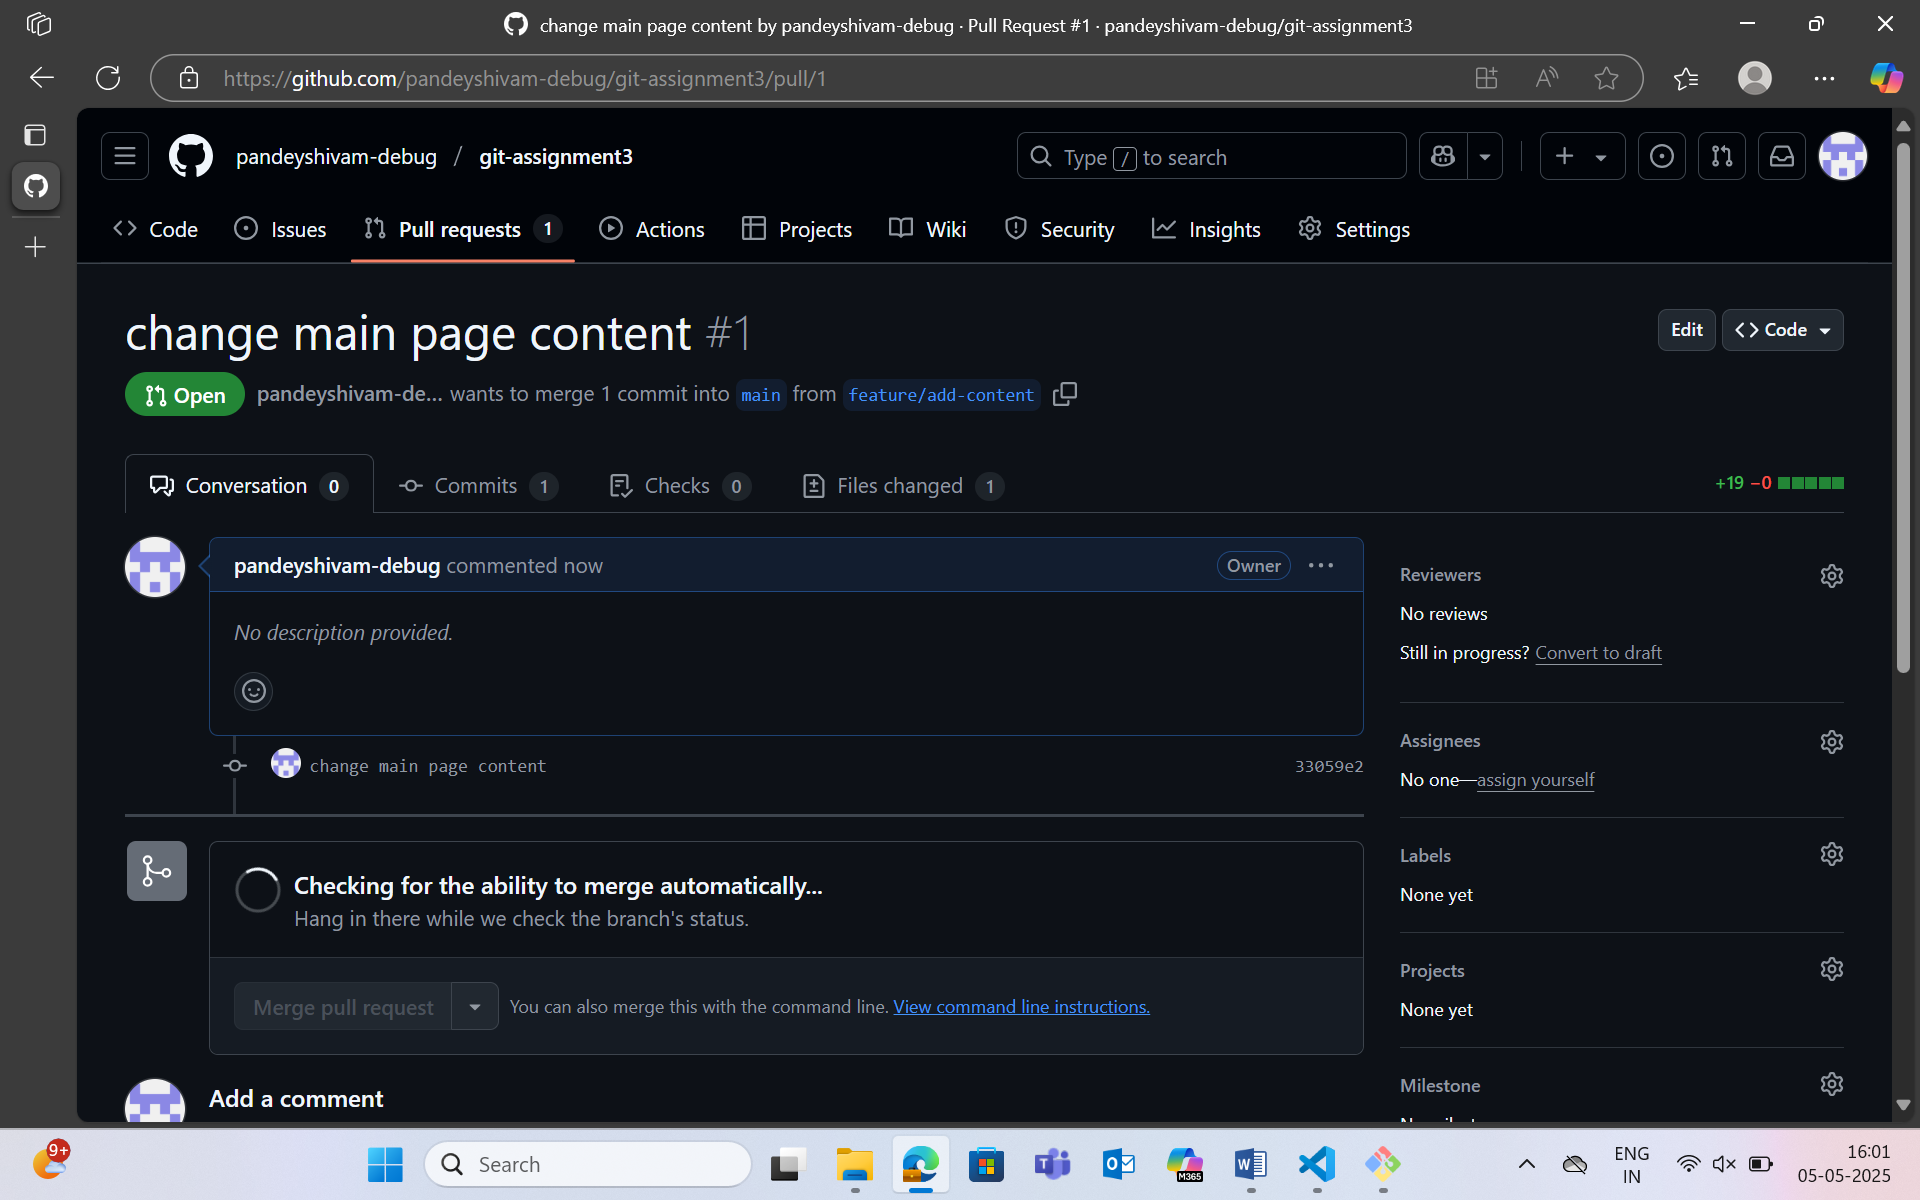 change main page content by pandeyshivam-debug · Pull Request #1 · pandeyshivam-debug/git-assignment3
https://github.com/pandeyshivam-debug/git-assignment3/pull/1
pandeyshivam-debug / git-assignment3
Type / to search
Code Issues Pull requests 1 Actions Projects Wiki Security Insights Settings
change main page content #1
Edit
Code
Open pandeyshivam-de... wants to merge 1 commit into main from feature/add-content
Conversation 0 Commits 1 Checks 0 Files changed 1
+19 −0
pandeyshivam-debug commented now
Owner
No description provided.
change main page content 33059e2
Checking for the ability to merge automatically...
Hang in there while we check the branch's status.
Merge pull request
You can also merge this with the command line. View command line instructions.
Add a comment
Reviewers
No reviews
Still in progress? Convert to draft
Assignees
No one—assign yourself
Labels
None yet
Projects
None yet
Milestone
9+
Search
M365
ENG
IN
16:01
05-05-2025